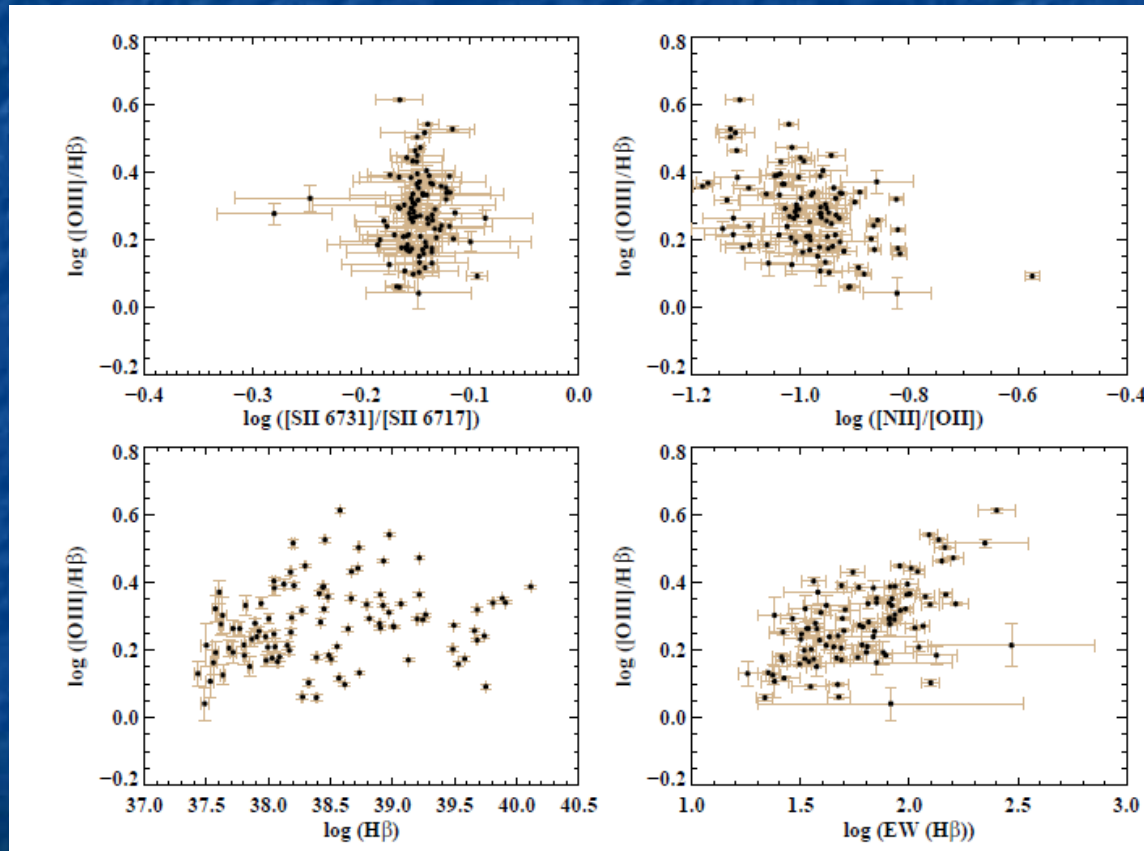 0.8
0.6
0.4
0.2
0.0
−0.2
log ([OIII]/Hβ)
−0.4 −0.3 −0.2 −0.1 0.0
log ([SII 6731]/[SII 6717])
0.8
0.6
0.4
0.2
0.0
−0.2
log ([OIII]/Hβ)
−1.2 −1.0 −0.8 −0.6 −0.4
log ([NII]/[OII])
0.8
0.6
0.4
0.2
0.0
−0.2
log ([OIII]/Hβ)
37.0 37.5 38.0 38.5 39.0 39.5 40.0 40.5
log (Hβ)
0.8
0.6
0.4
0.2
0.0
−0.2
log ([OIII]/Hβ)
1.0 1.5 2.0 2.5 3.0
log (EW (Hβ))